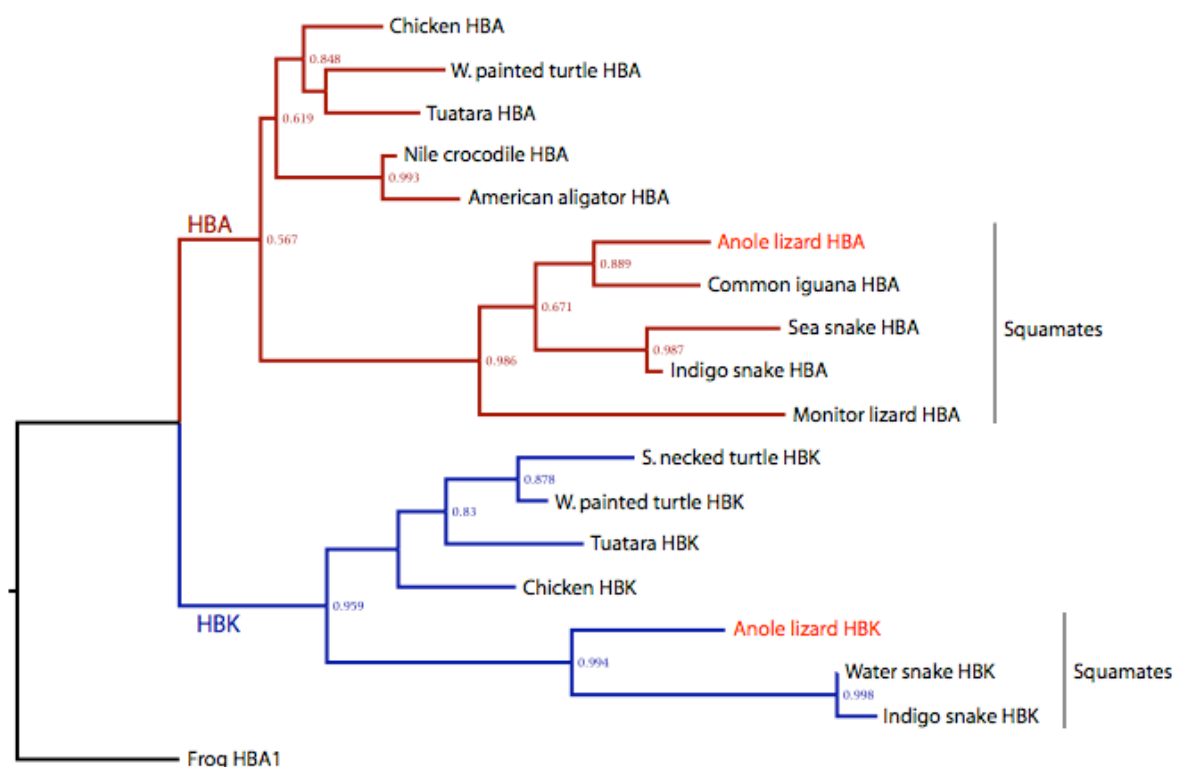 Chicken HBA
0.848
W. painted turtle HBA
Tuatara HBA
0.619
Nile crocodile HBA
0.993
American aligator HBA
HBA
0.567
Anole lizard HBA
0.889
Common iguana HBA
0.671
Sea snake HBA
0.987
Indigo snake HBA
0.986
Monitor lizard HBA
Squamates
S. necked turtle HBK
0.878
W. painted turtle HBK
0.83
Tuatara HBK
Chicken HBK
0.959
HBK
Anole lizard HBK
0.994
Water snake HBK
0.998
Indigo snake HBK
Squamates
Frog HBA1